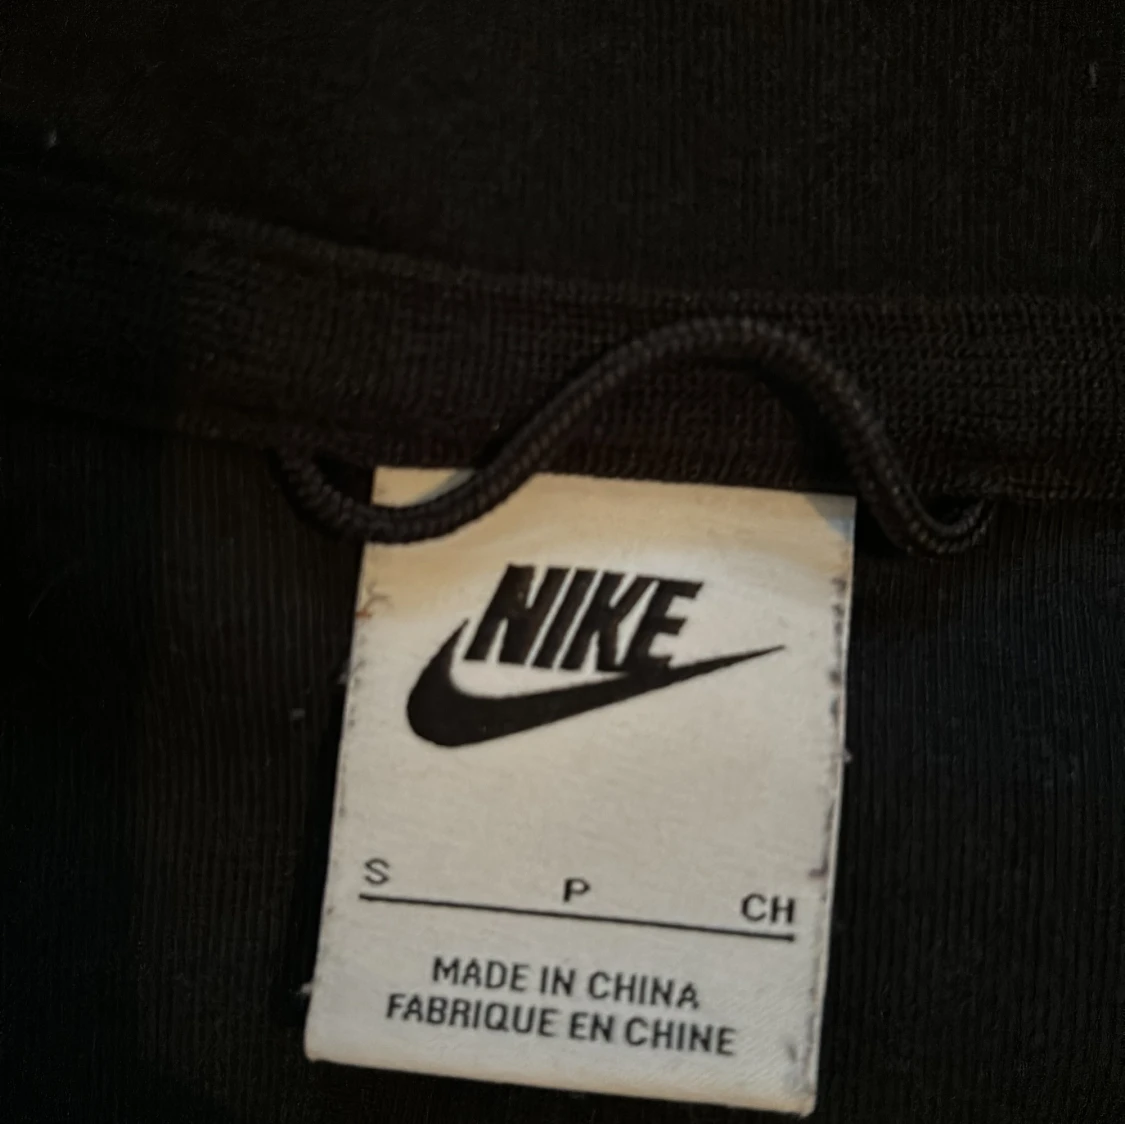 NIKE
S P CH
MADE IN CHINA
FABRIQUE EN CHINE